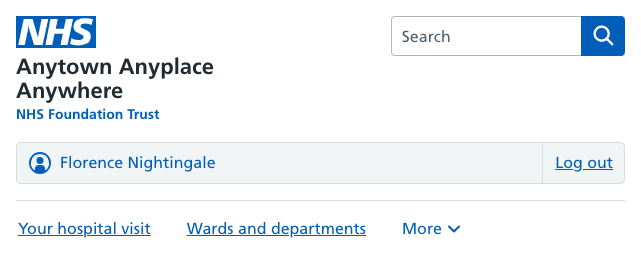 NHS
Search
Anytown Anyplace
Anywhere
NHS Foundation Trust
Florence Nightingale
Log out
Your hospital visit
Wards and departments
More